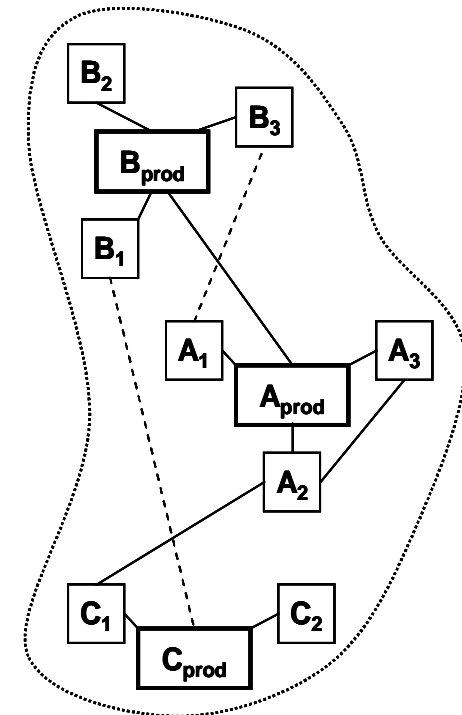 B₂
B₃
Bprod
B₁
A₁
A₃
Aprod
A₂
C₁
C₂
Cprod